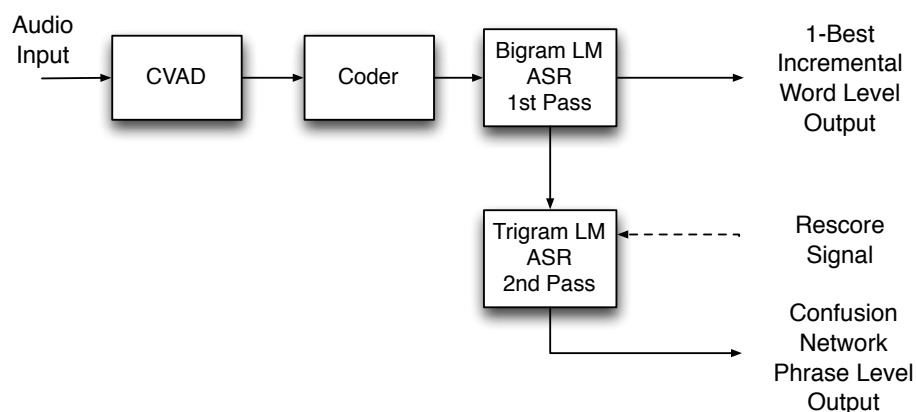 Audio
Input
CVAD
Coder
Bigram LM
ASR
1st Pass
1-Best
Incremental
Word Level
Output
Trigram LM
ASR
2nd Pass
Rescore
Signal
Confusion
Network
Phrase Level
Output